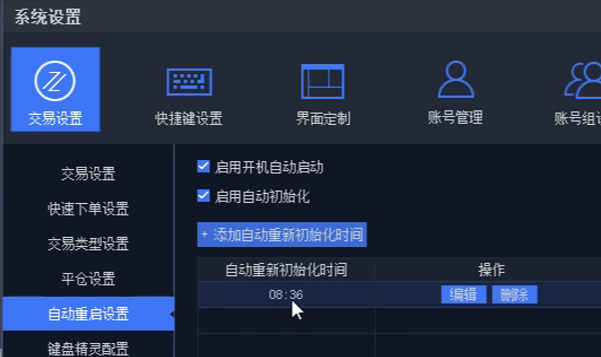 系统设置
交易设置 快捷键设置 界面定制 账号管理 账号组
交易设置
快速下单设置
交易类型设置
平仓设置
自动重启设置
键盘精灵配置
启用开机自动启动
启用自动初始化
+ 添加自动重新初始化时间
自动重新初始化时间 操作
08:36 编辑 删除